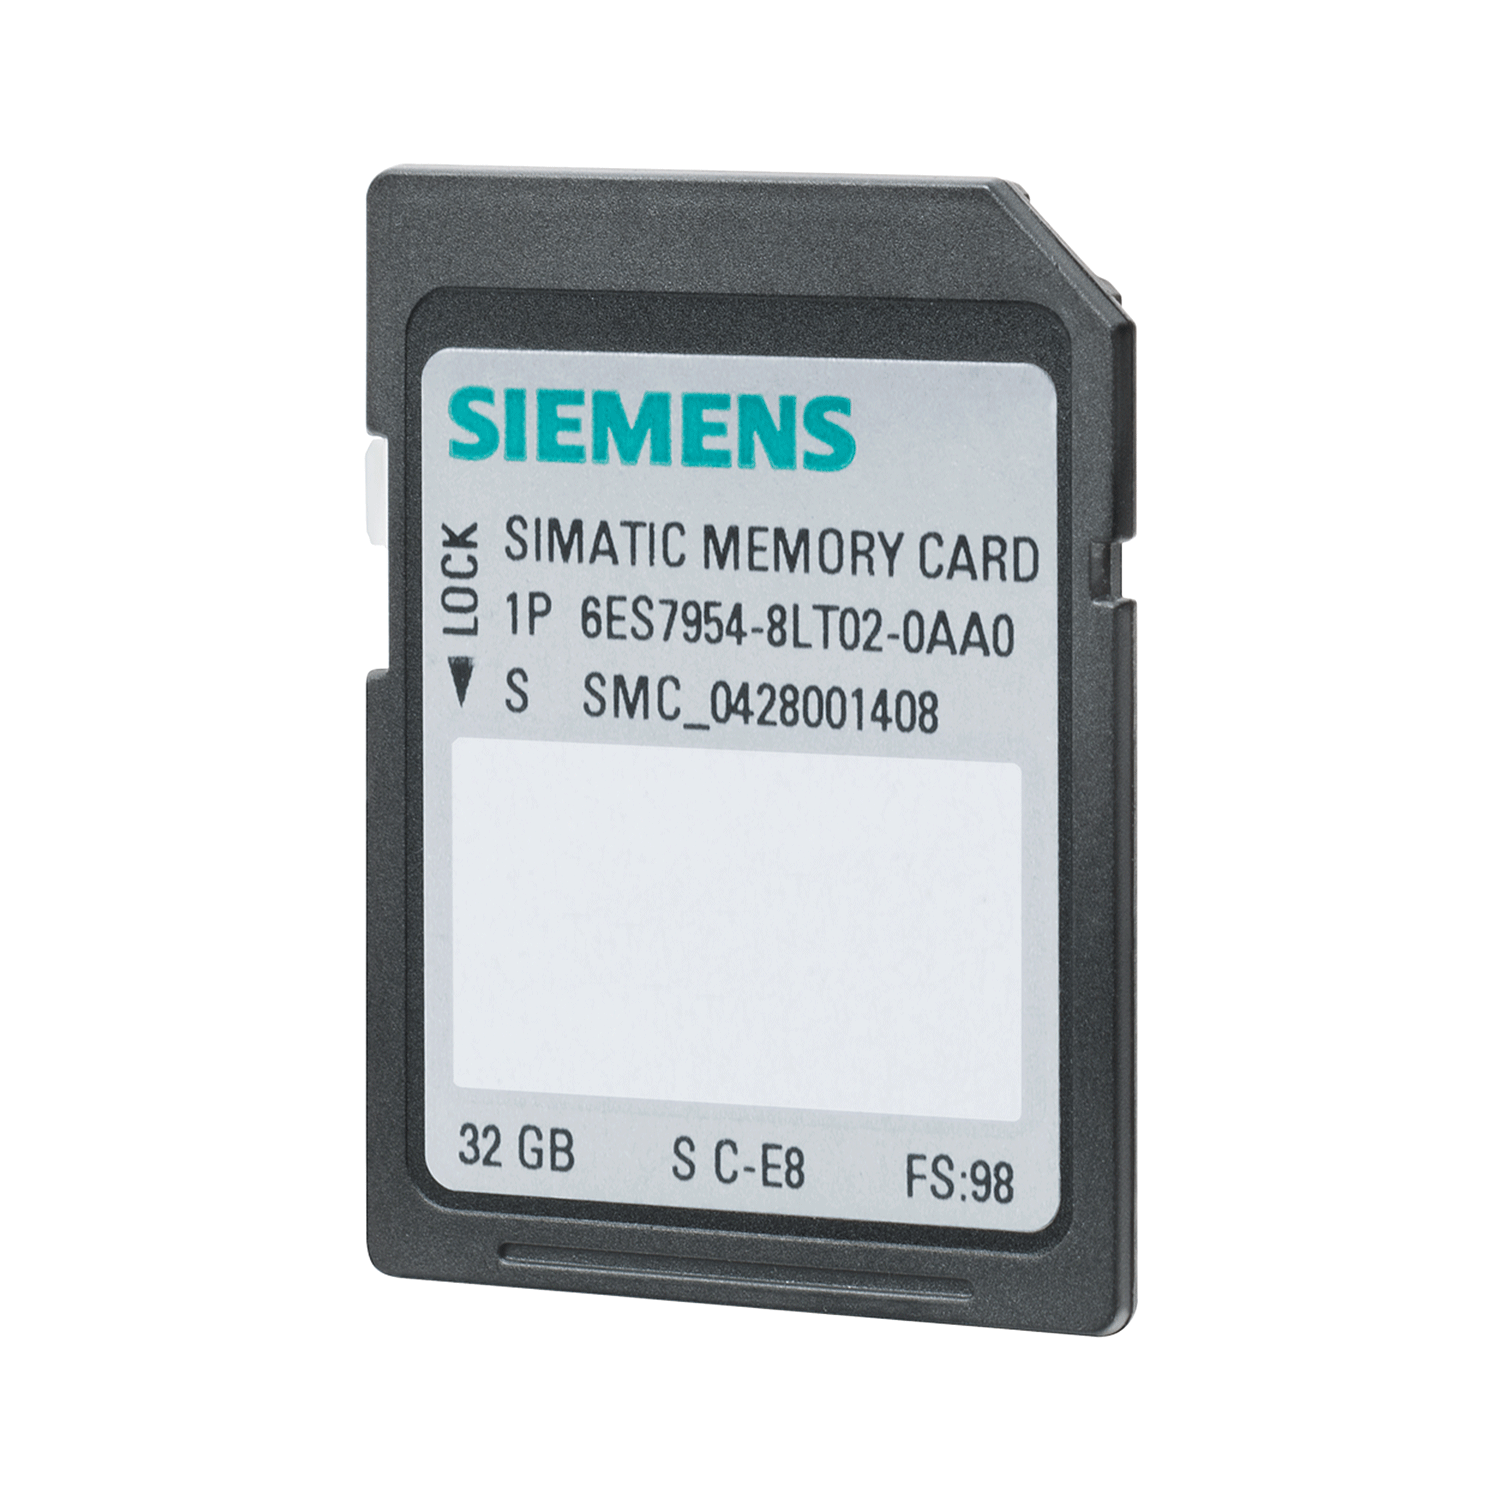 SIEMENS
LOCK
SIMATIC MEMORY CARD
1P 6ES7954-8LT02-0AA0
S SMC_0428001408
32 GB S C-E8 FS:98